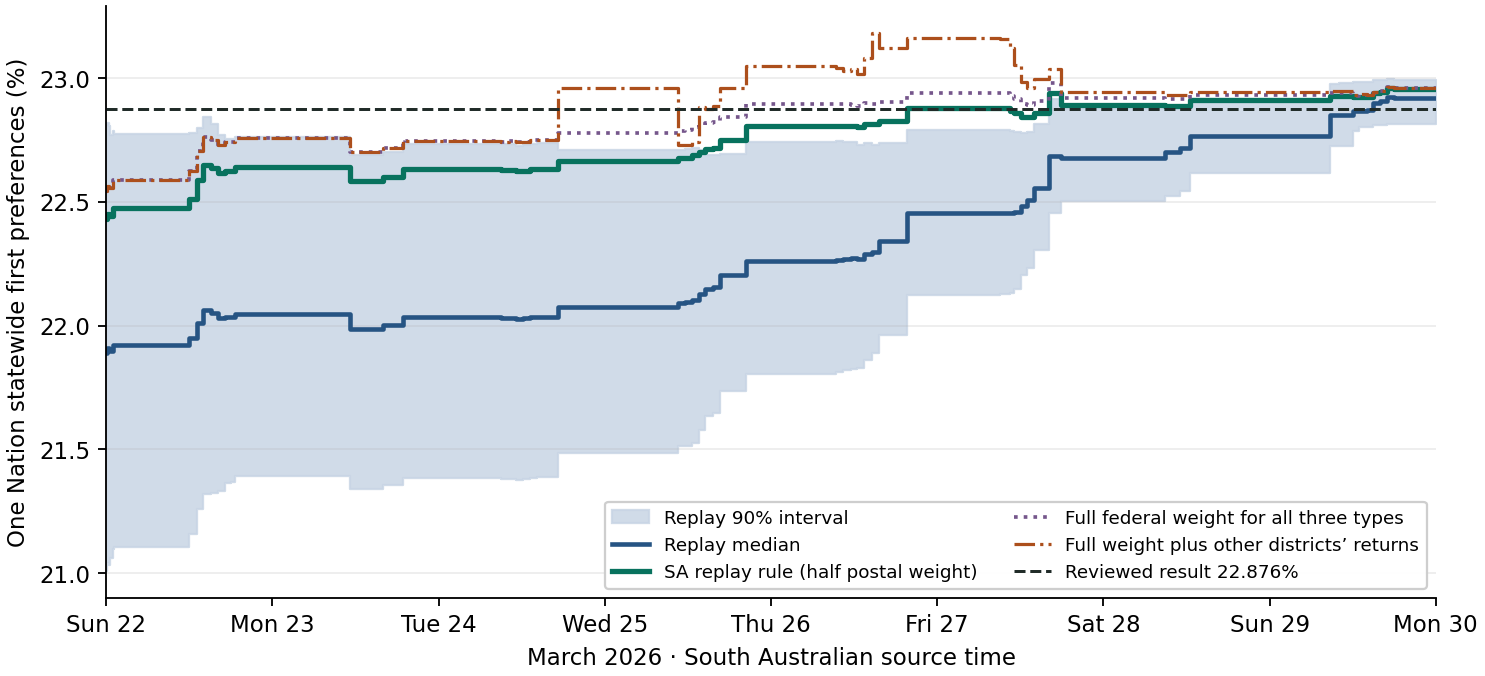 One Nation statewide first preferences (%)
23.0
22.5
22.0
21.5
21.0
Replay 90% interval
Replay median
SA replay rule (half postal weight)
Full federal weight for all three types
Full weight plus other districts’ returns
Reviewed result 22.876%
Sun 22 Mon 23 Tue 24 Wed 25 Thu 26 Fri 27 Sat 28 Sun 29 Mon 30
March 2026 · South Australian source time